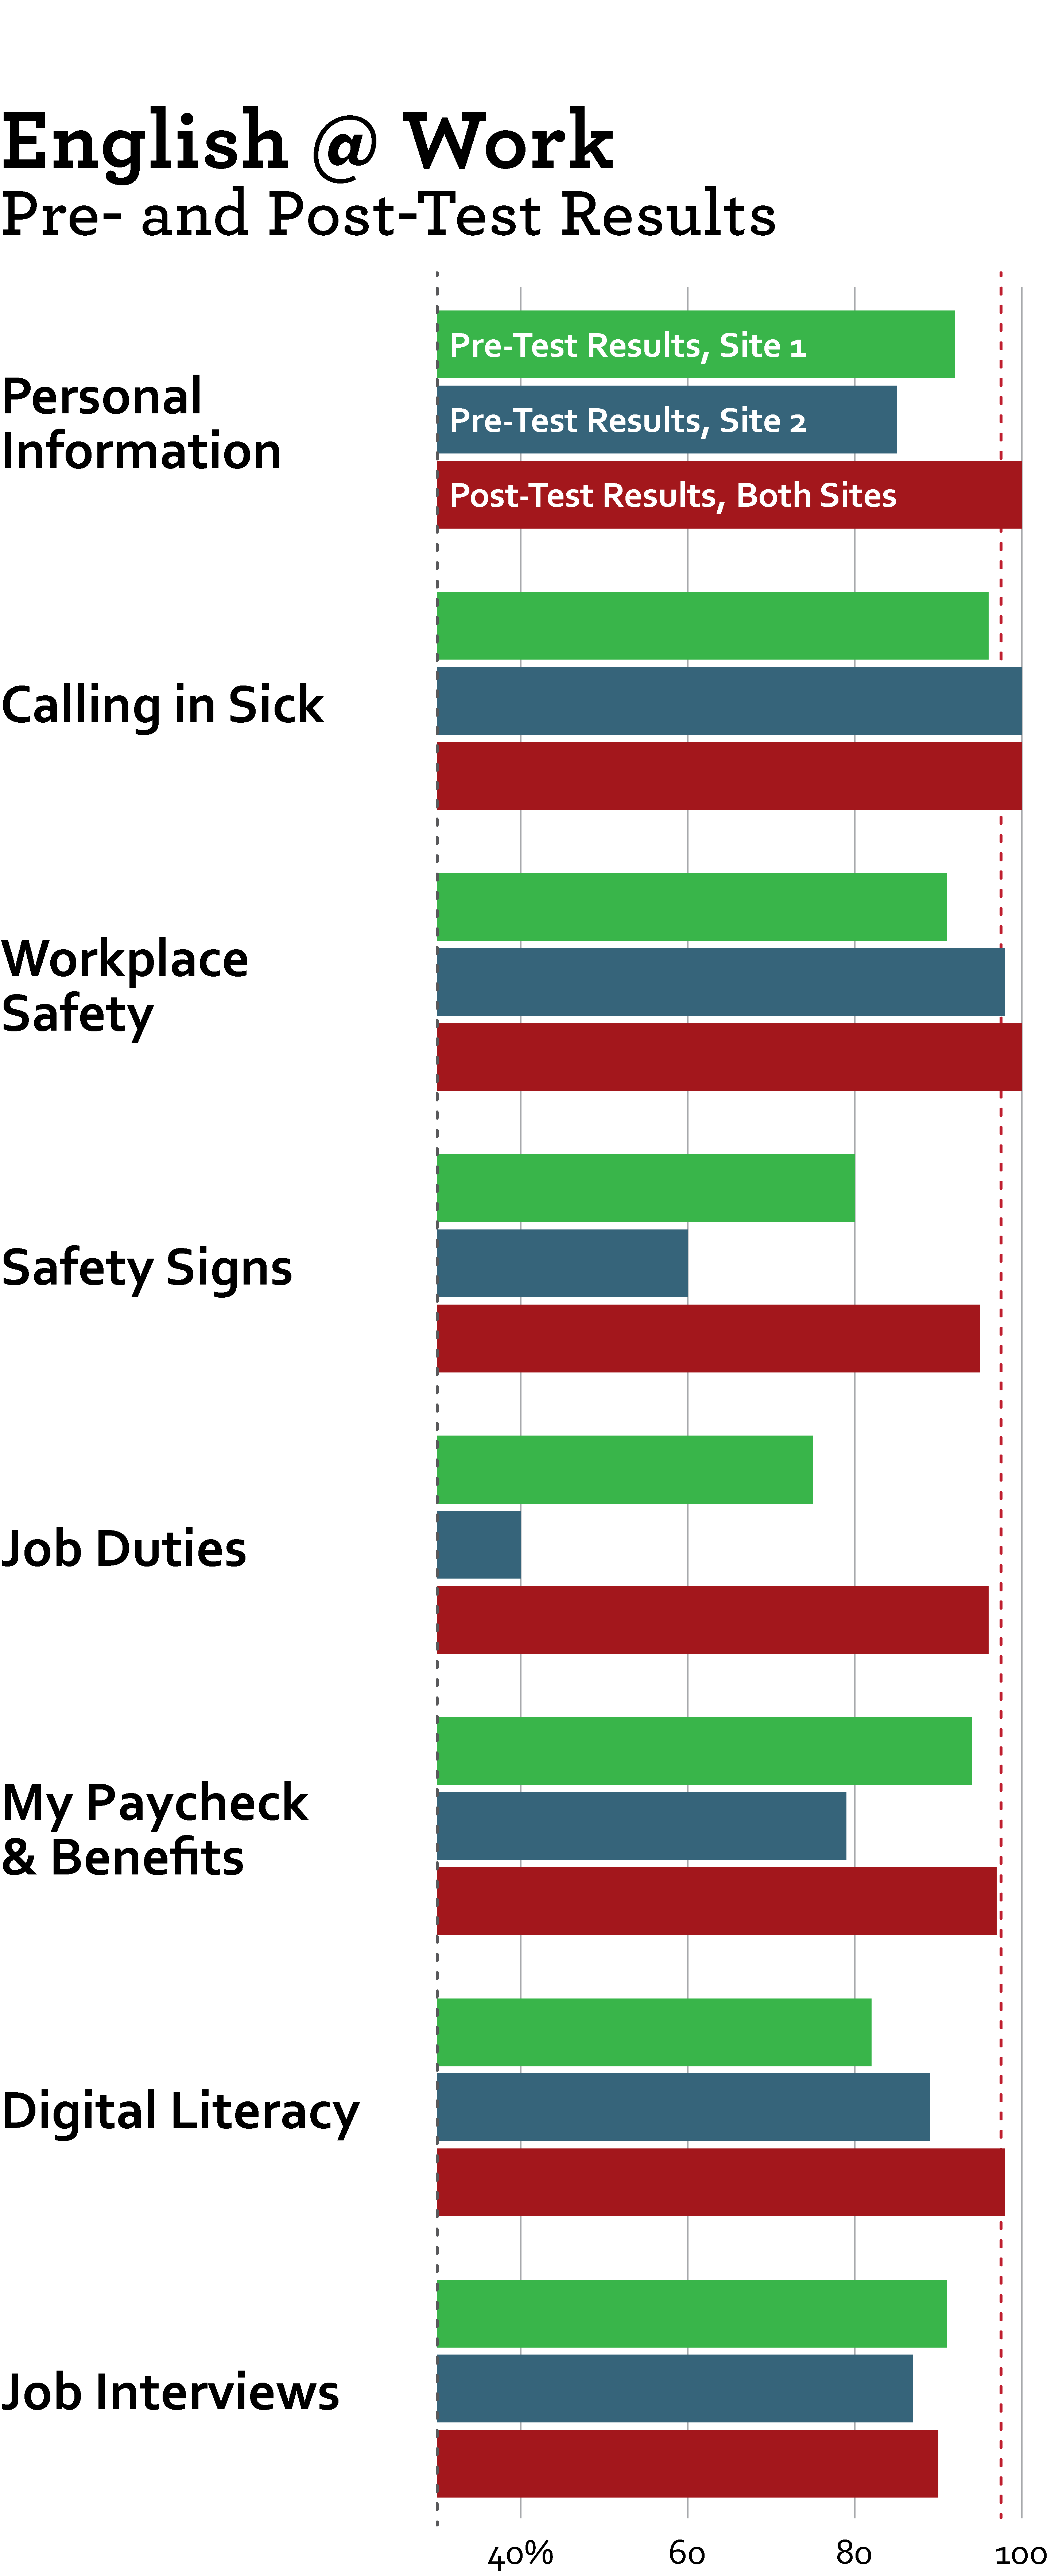 English @ Work
Pre- and Post-Test Results
Personal
Information
Pre-Test Results, Site 1
Pre-Test Results, Site 2
Post-Test Results, Both Sites
Calling in Sick
Workplace
Safety
Safety Signs
Job Duties
My Paycheck
& Benefits
Digital Literacy
Job Interviews
40% 60 80 100